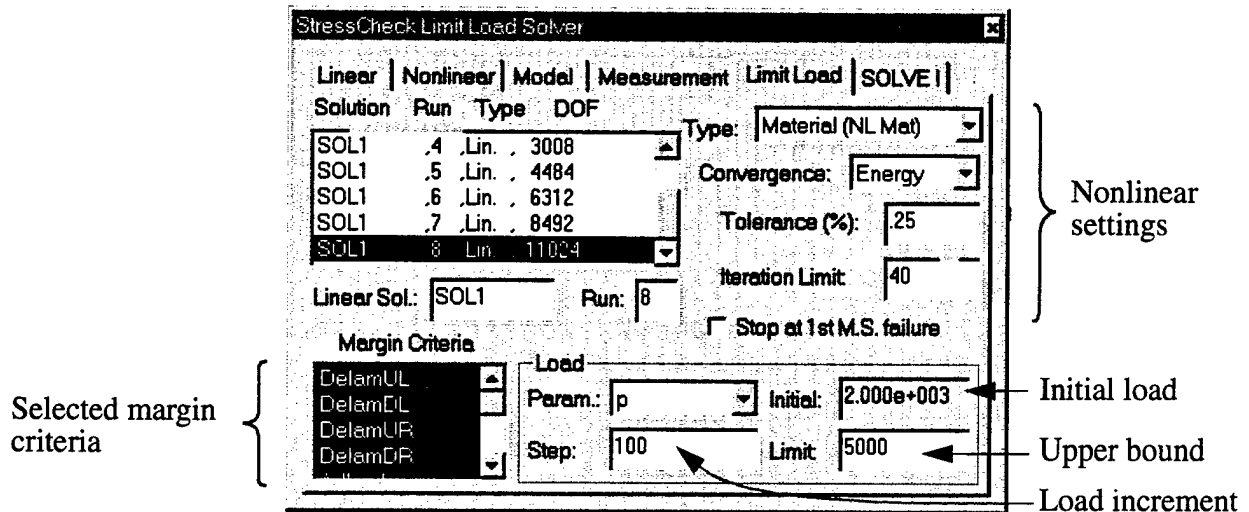 StressCheck Limit Load Solver
Linear Nonlinear Modal Measurement Limit Load SOLVE !
Solution Run Type DOF
SOL1 ,4 ,Lin. , 3008
SOL1 ,5 ,Lin. , 4484
SOL1 ,6 ,Lin. , 6312
SOL1 ,7 ,Lin. , 8492
SOL1 8 Lin. 11024
Type: Material (NL Mat)
Convergence: Energy
Tolerance (%): .25
Iteration Limit: 40
Linear Sol.: SOL1 Run: 8
Stop at 1st M.S. failure
Nonlinear
settings
Margin Criteria
DelamUL
DelamDL
DelamUR
DelamDR
Selected margin
criteria
Load
Param.: p Initial: 2.000e+003
Step: 100 Limit: 5000
Initial load
Upper bound
Load increment